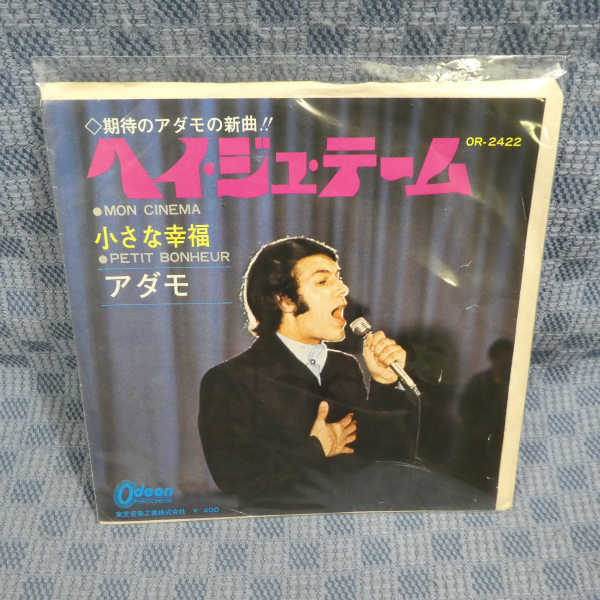 ◇期待のアダモの新曲!!
ヘイ・ジュ・テーム
OR-2422
●MON CINEMA
小さな幸福
●PETIT BONHEUR
アダモ
Odeon
東芝音楽工業株式会社 ¥ 400